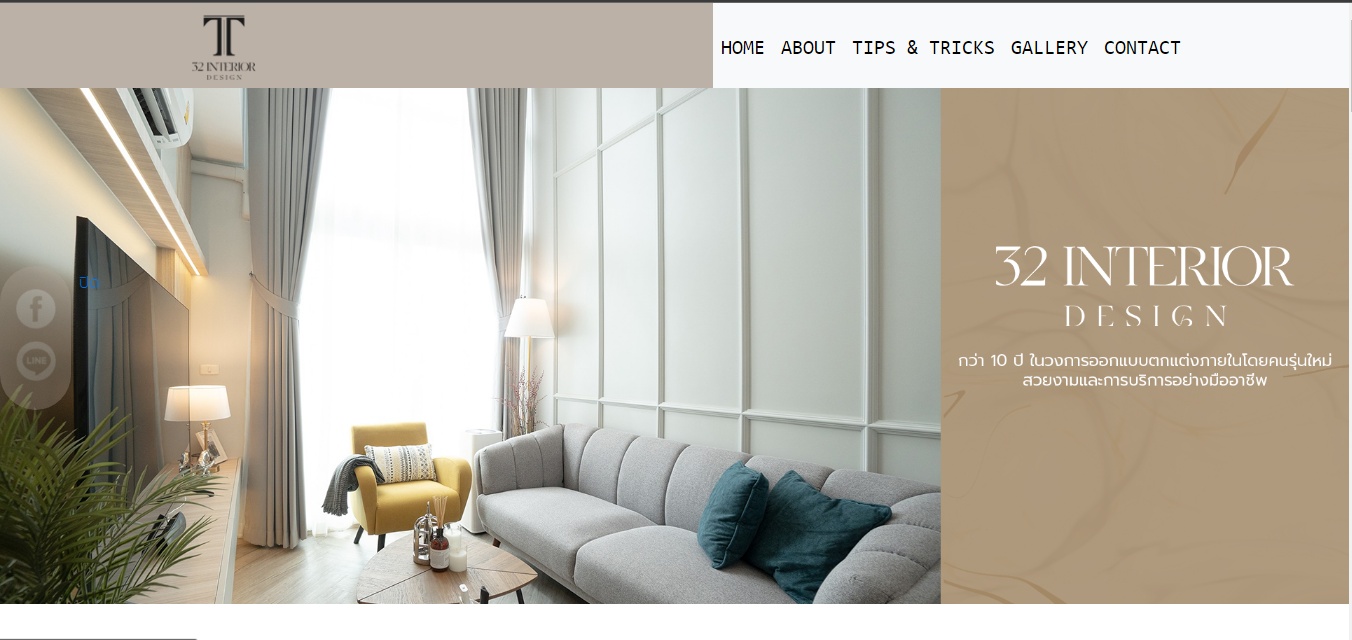 32 INTERIOR
DESIGN
HOME ABOUT TIPS & TRICKS GALLERY CONTACT
ปิด
LINE
32 INTERIOR
DESIGN
กว่า 10 ปี ในวงการออกแบบตกแต่งภายในโดยคนรุ่นใหม่
สวยงามและการบริการอย่างมืออาชีพ